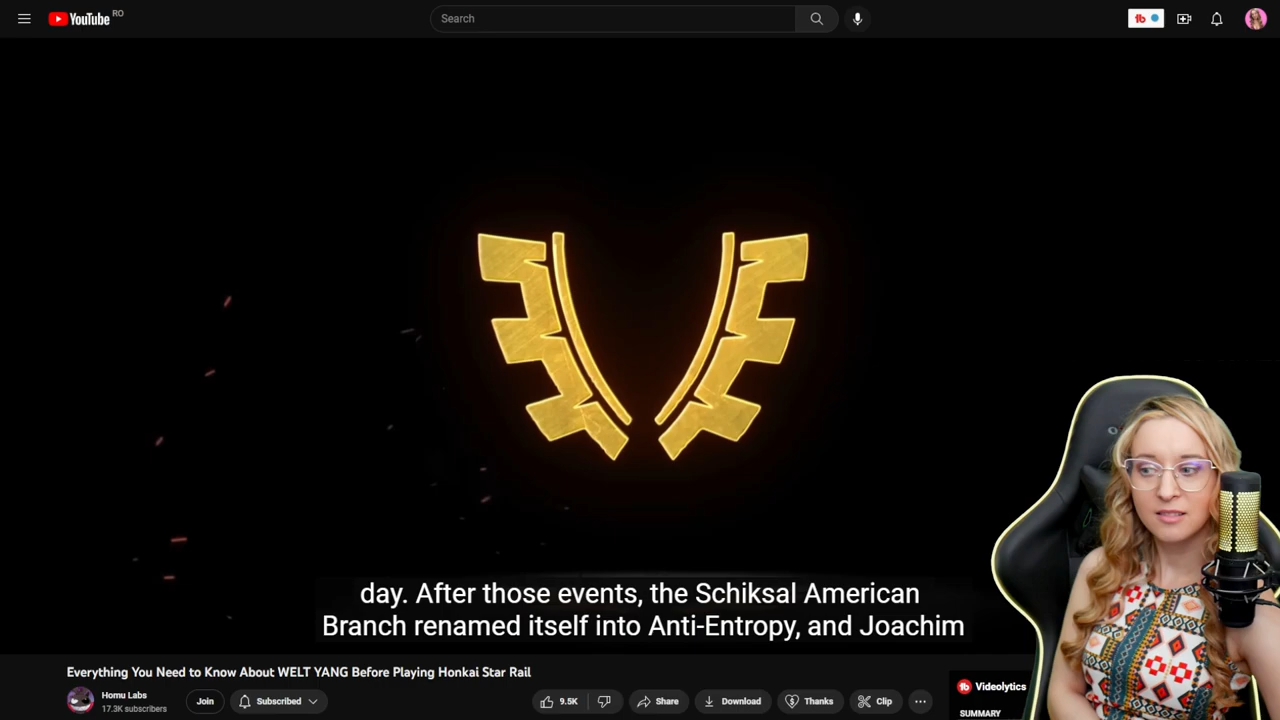 YouTube RO
Search
tb
day. After those events, the Schiksal American
Branch renamed itself into Anti-Entropy, and Joachim
Everything You Need to Know About WELT YANG Before Playing Honkai Star Rail
Homu Labs
17.3K subscribers
Join
Subscribed
9.5K
Share
Download
Thanks
Clip
tb Videolytics
SUMMARY